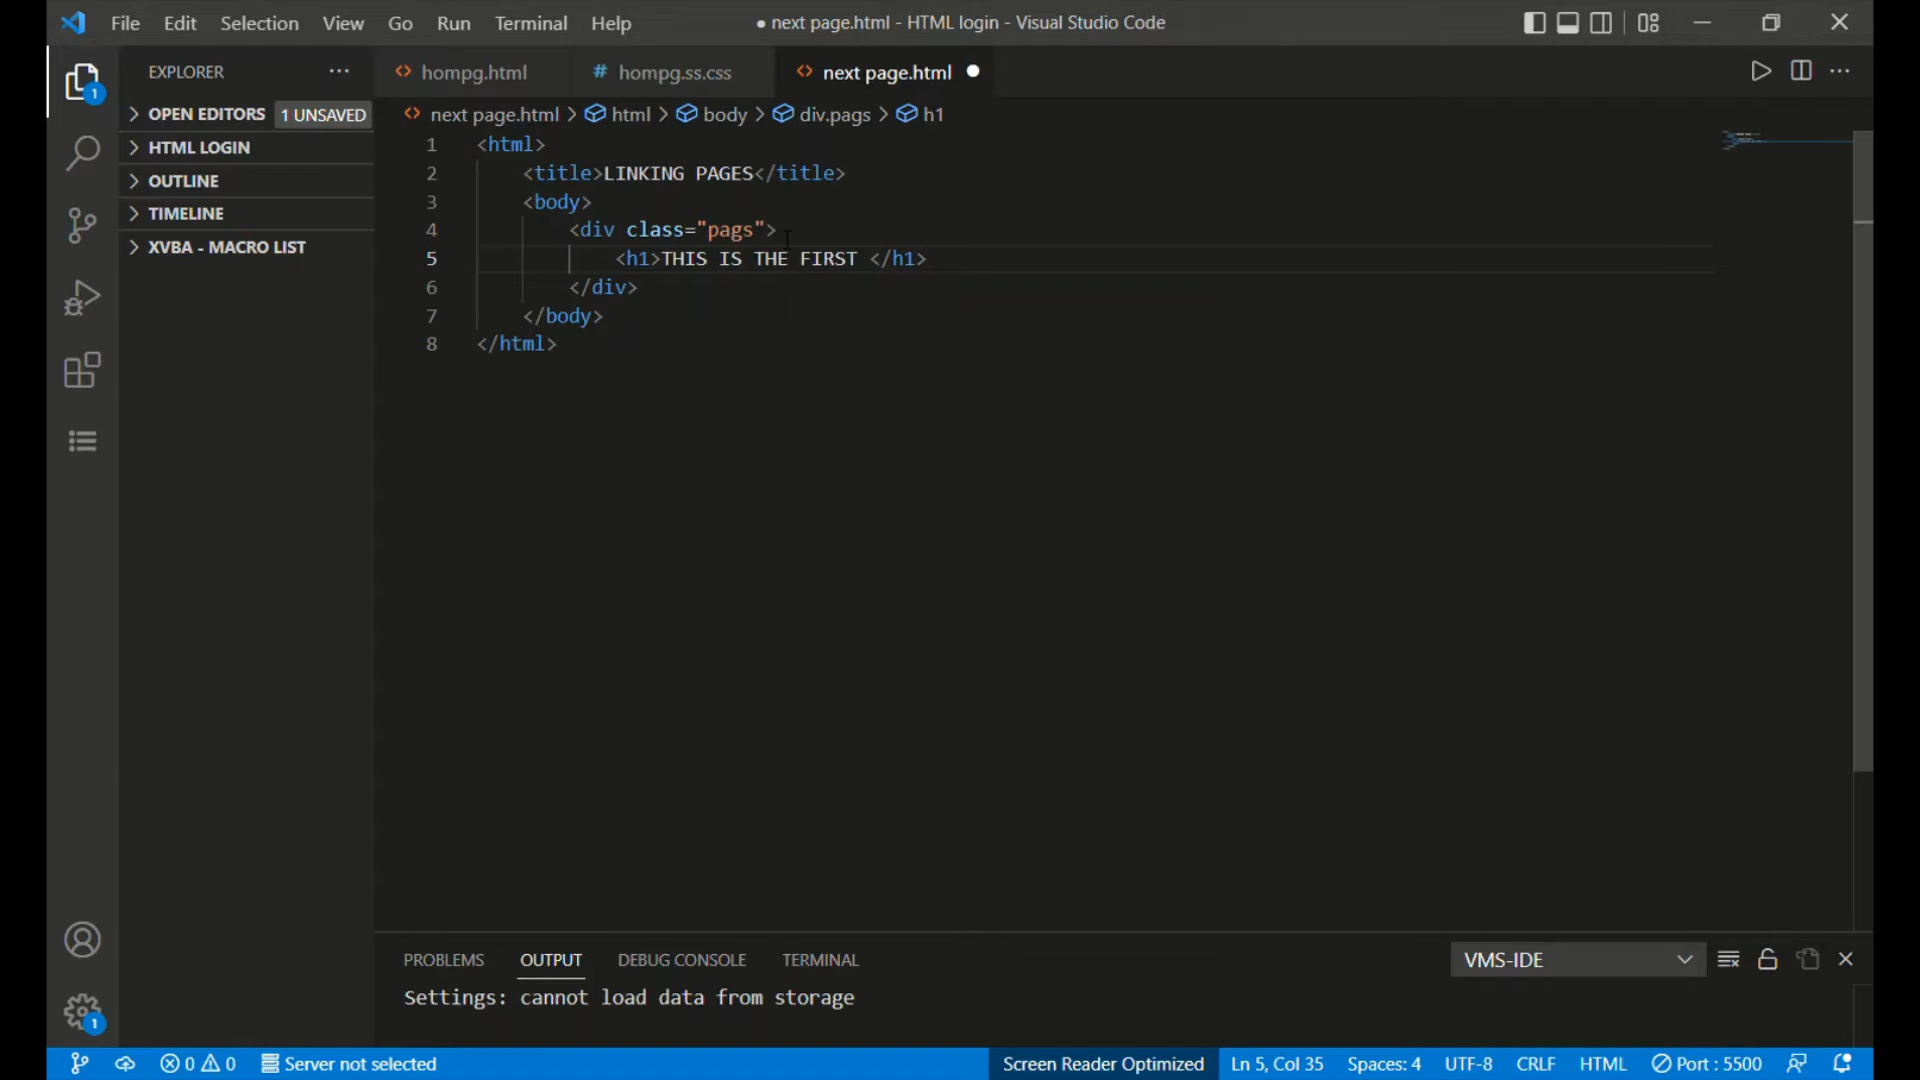 File Edit Selection View Go Run Terminal Help ● next page.html - HTML login - Visual Studio Code
EXPLORER ··· hompg.html # hompg.ss.css next page.html ●
OPEN EDITORS 1 UNSAVED
HTML LOGIN
OUTLINE
TIMELINE
XVBA - MACRO LIST
next page.html > html > body > div.pags > h1
1 <html>
2 <title>LINKING PAGES</title>
3 <body>
4 <div class="pags">
5 <h1>THIS IS THE FIRST </h1>
6 </div>
7 </body>
8 </html>
1
1
PROBLEMS OUTPUT DEBUG CONSOLE TERMINAL VMS-IDE
Settings: cannot load data from storage
0 0 Server not selected Screen Reader Optimized Ln 5, Col 35 Spaces: 4 UTF-8 CRLF HTML Port : 5500